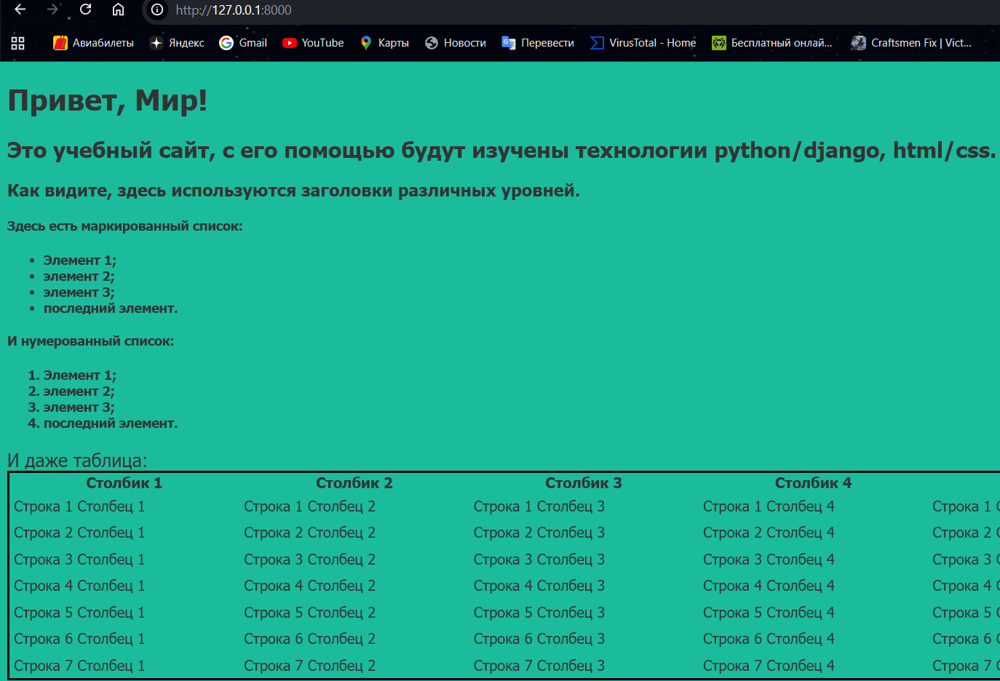 http://127.0.0.1:8000
Авиабилеты Яндекс Gmail YouTube Карты Новости Перевести VirusTotal - Home Бесплатный онлай... Craftsmen Fix | Vict...
Привет, Мир!
Это учебный сайт, с его помощью будут изучены технологии python/django, html/css.
Как видите, здесь используются заголовки различных уровней.
Здесь есть маркированный список:
• Элемент 1;
• элемент 2;
• элемент 3;
• последний элемент.
И нумерованный список:
1. Элемент 1;
2. элемент 2;
3. элемент 3;
4. последний элемент.
И даже таблица:
Столбик 1 Столбик 2 Столбик 3 Столбик 4
Строка 1 Столбец 1 Строка 1 Столбец 2 Строка 1 Столбец 3 Строка 1 Столбец 4 Строка 1
Строка 2 Столбец 1 Строка 2 Столбец 2 Строка 2 Столбец 3 Строка 2 Столбец 4 Строка 2
Строка 3 Столбец 1 Строка 3 Столбец 2 Строка 3 Столбец 3 Строка 3 Столбец 4 Строка 3
Строка 4 Столбец 1 Строка 4 Столбец 2 Строка 4 Столбец 3 Строка 4 Столбец 4 Строка 4
Строка 5 Столбец 1 Строка 5 Столбец 2 Строка 5 Столбец 3 Строка 5 Столбец 4 Строка 5
Строка 6 Столбец 1 Строка 6 Столбец 2 Строка 6 Столбец 3 Строка 6 Столбец 4 Строка 6
Строка 7 Столбец 1 Строка 7 Столбец 2 Строка 7 Столбец 3 Строка 7 Столбец 4 Строка 7